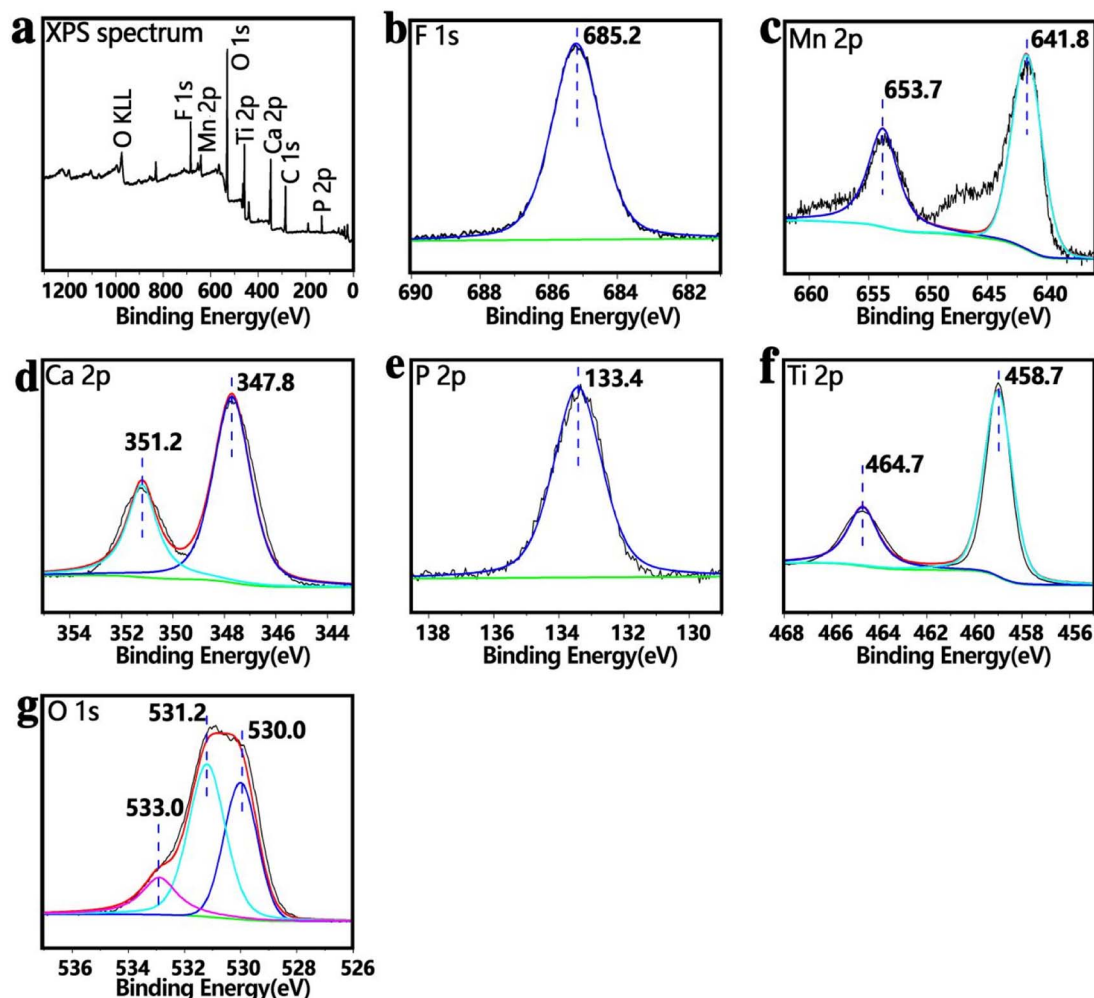 a
XPS spectrum
O KLL
F 1s
Mn 2p
O 1s
Ti 2p
Ca 2p
C 1s
P 2p
1200 1000 800 600 400 200 0
Binding Energy(eV)
b
F 1s
685.2
690 688 686 684 682
Binding Energy(eV)
c
Mn 2p
641.8
653.7
660 654 650 645 640
Binding Energy(eV)
d
Ca 2p
347.8
351.2
354 352 350 348 346 344
Binding Energy(eV)
e
P 2p
133.4
138 136 134 132 130
Binding Energy(eV)
f
Ti 2p
458.7
464.7
468 466 464 462 460 458 456
Binding Energy(eV)
g
O 1s
531.2
530.0
533.0
536 534 532 530 528 526
Binding Energy(eV)